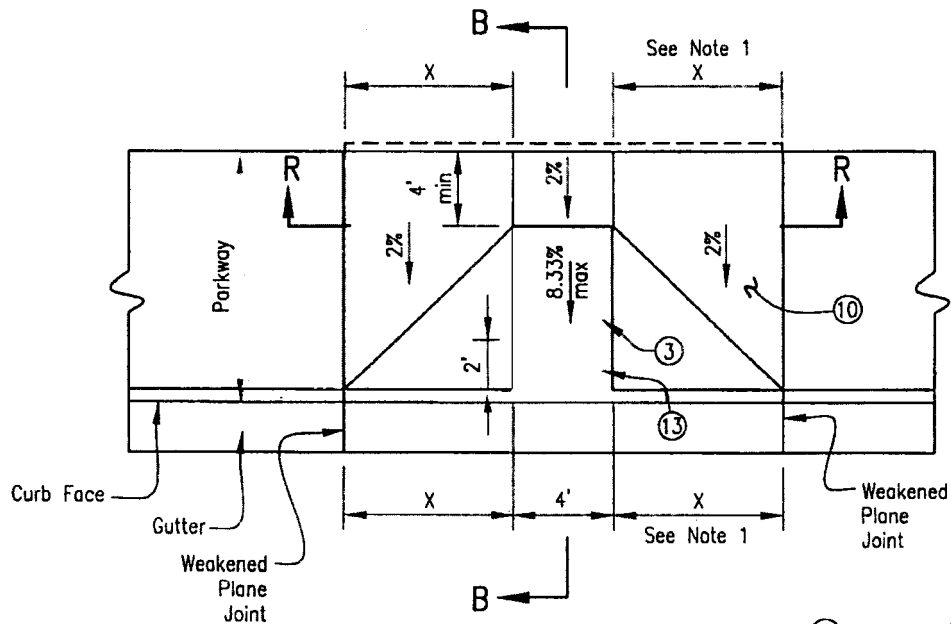 B
See Note 1
X
X
R
R
4'
min
2%
2%
2%
Parkway
8.33%
max
10
3
2'
13
Curb Face
Gutter
Weakened
Plane
Joint
X
4'
X
See Note 1
Weakened
Plane
Joint
B